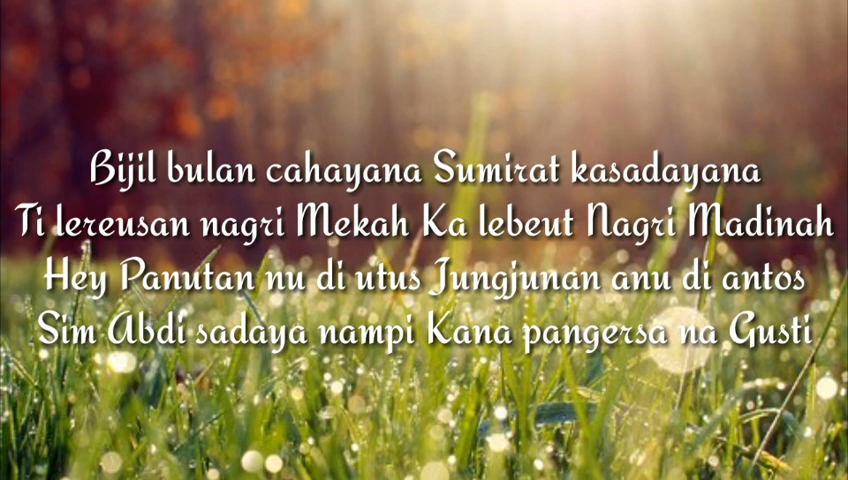 Bijil bulan cahayana Sumirat kasadayana
Ti lereusan nagri Mekah Ka lebeut Nagri Madinah
Hey Panutan nu di utus Jungjunan anu di antos
Sim Abdi sadaya nampi Kana pangersa na Gusti